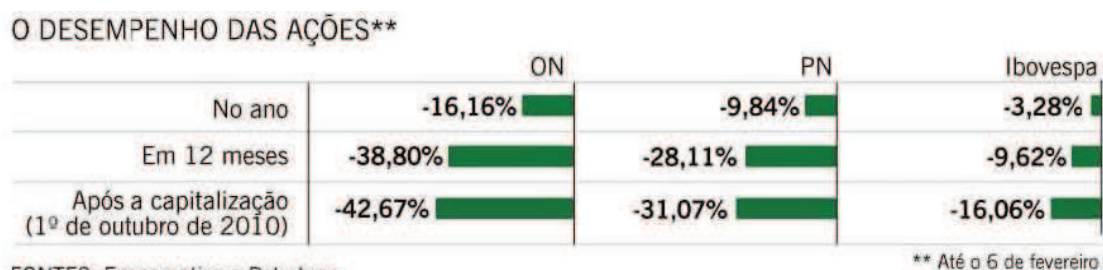 O DESEMPENHO DAS AÇÕES**
ON PN Ibovespa
No ano -16,16% -9,84% -3,28%
Em 12 meses -38,80% -28,11% -9,62%
Após a capitalização
(1º de outubro de 2010) -42,67% -31,07% -16,06%
** Até o 6 de fevereiro